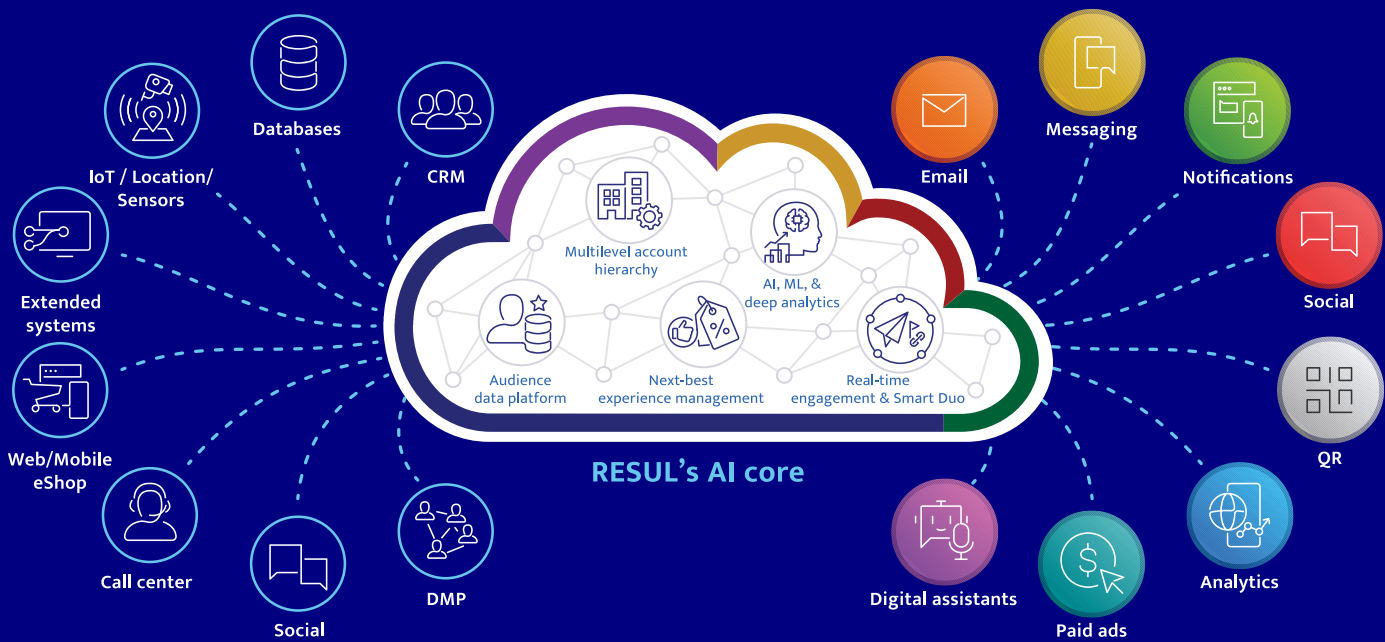 Databases
CRM
IoT / Location/
Sensors
Extended
systems
Web/Mobile
eShop
Call center
Social
DMP
Multilevel account
hierarchy
AI, ML, &
deep analytics
Audience
data platform
Next-best
experience management
Real-time
engagement & Smart Duo
RESUL's AI core
Email
Messaging
Notifications
Social
QR
Analytics
Paid ads
Digital assistants